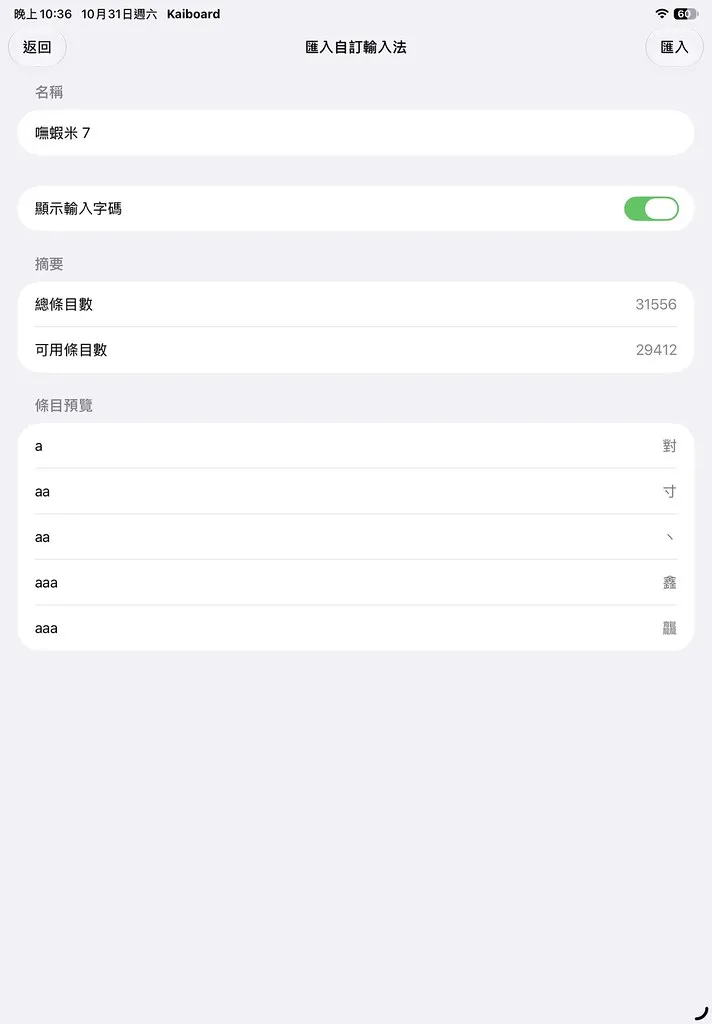 晚上10:36 10月31日週六 Kaiboard 60
返回 匯入自訂輸入法 匯入
名稱
嘸蝦米 7
顯示輸入字碼
摘要
總條目數 31556
可用條目數 29412
條目預覽
a 對
aa 寸
aa ㇔
aaa 鑫
aaa